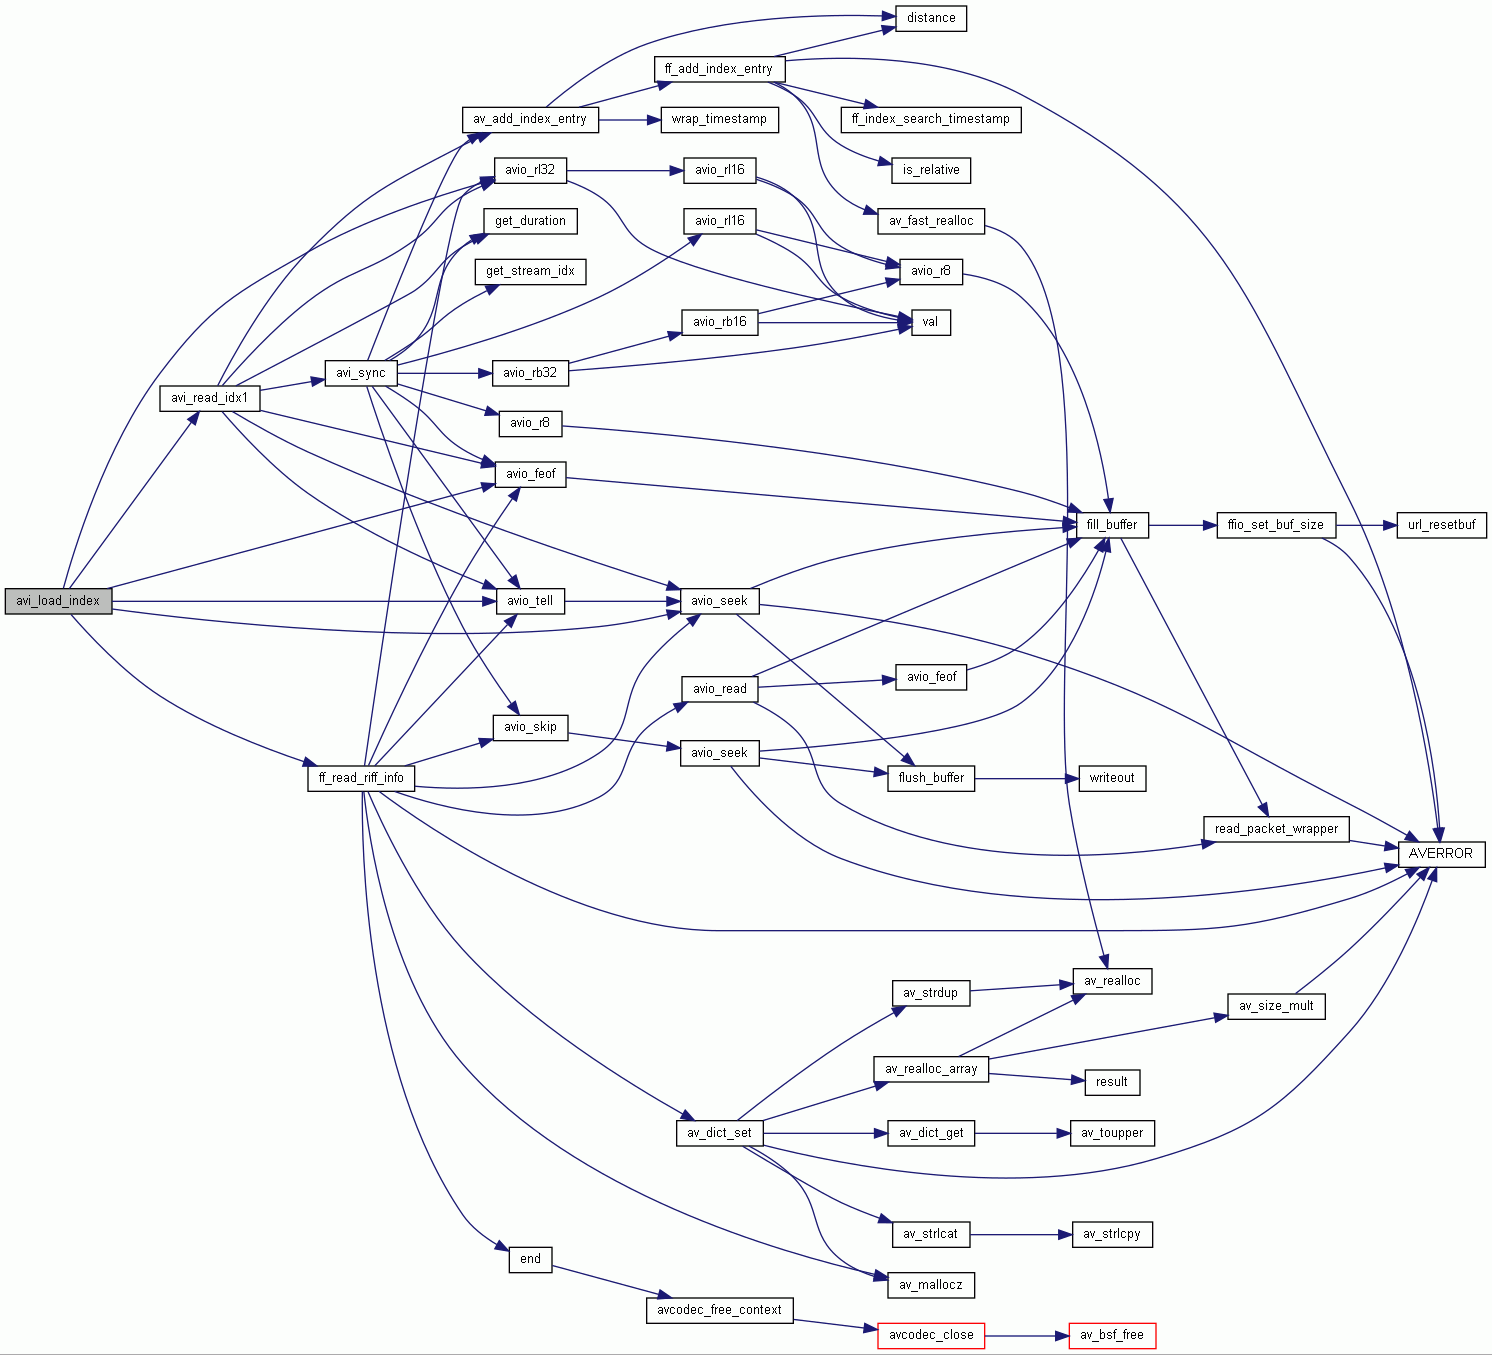 distance
ff_add_index_entry
av_add_index_entry
wrap_timestamp
ff_index_search_timestamp
avio_rl32
avio_rl16
is_relative
get_duration
avio_rl16
av_fast_realloc
get_stream_idx
avio_r8
avio_rb16
val
avi_sync
avio_rb32
avi_read_idx1
avio_r8
avio_feof
fill_buffer
ffio_set_buf_size
url_resetbuf
avi_load_index
avio_tell
avio_seek
avio_read
avio_feof
avio_skip
avio_seek
ff_read_riff_info
flush_buffer
writeout
read_packet_wrapper
AVERROR
av_strdup
av_realloc
av_size_mult
av_realloc_array
result
av_dict_set
av_dict_get
av_toupper
av_strlcat
av_strlcpy
end
av_mallocz
avcodec_free_context
avcodec_close
av_bsf_free